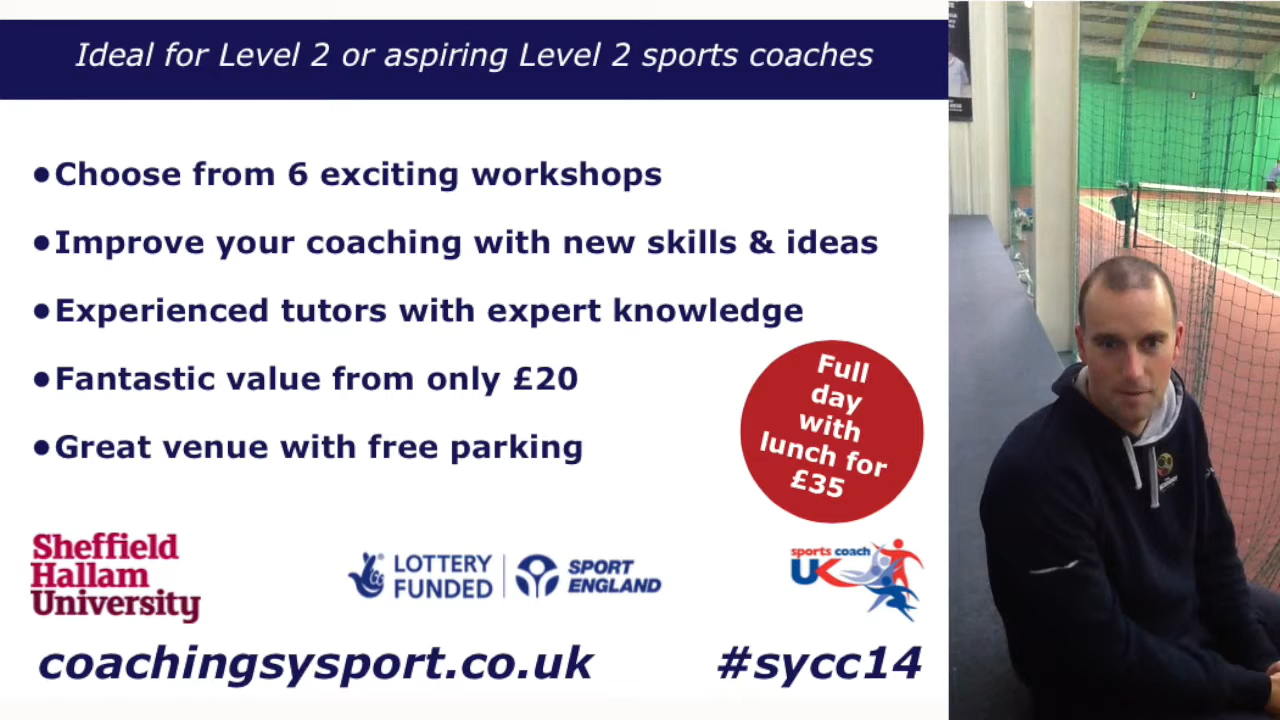 Ideal for Level 2 or aspiring Level 2 sports coaches
•Choose from 6 exciting workshops
•Improve your coaching with new skills & ideas
•Experienced tutors with expert knowledge
•Fantastic value from only £20
•Great venue with free parking
Full
day
with
lunch for
£35
Sheffield
Hallam
University
LOTTERY
FUNDED
SPORT
ENGLAND
sports coach
UK
coachingsysport.co.uk
#sycc14